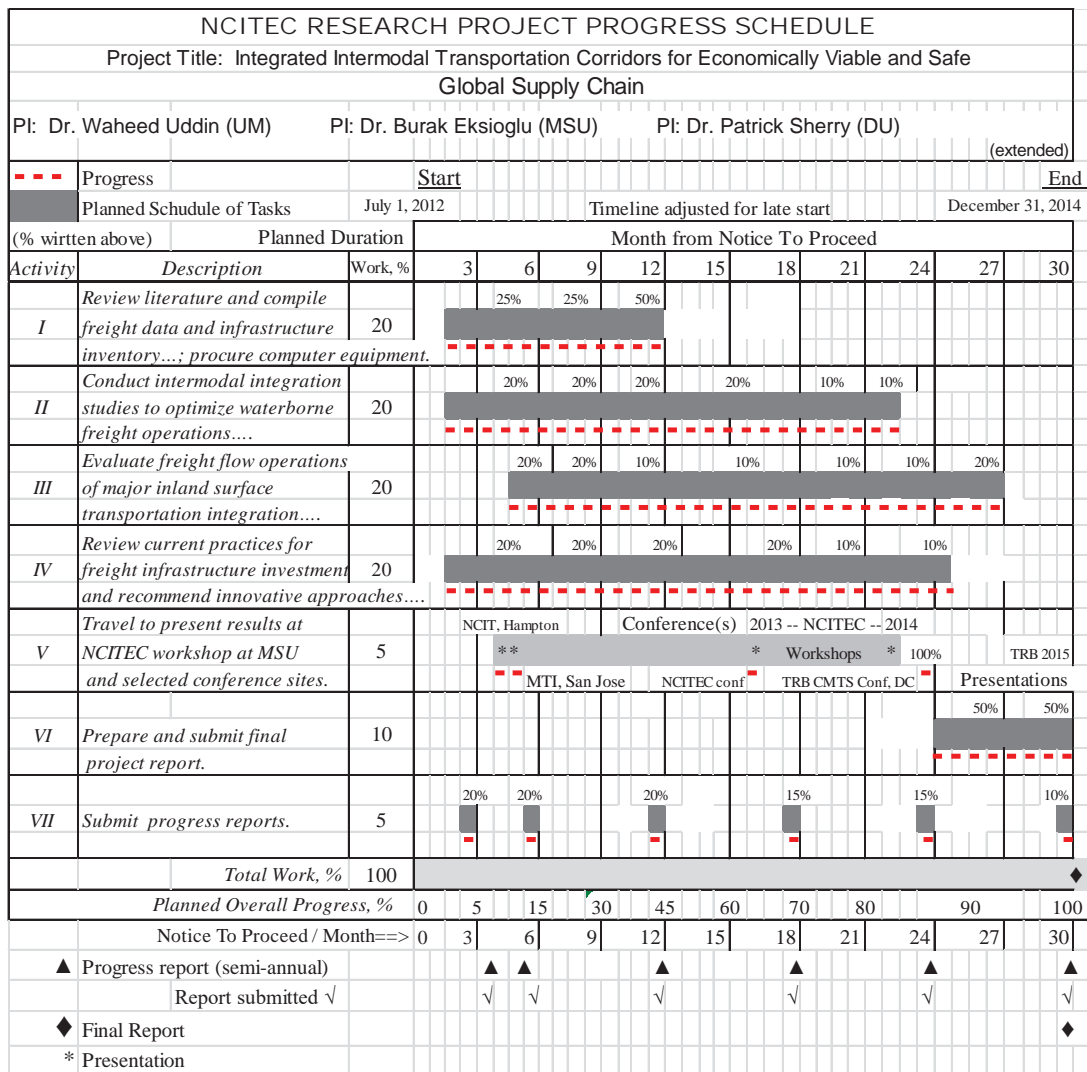 NCITEC RESEARCH PROJECT PROGRESS SCHEDULE
Project Title: Integrated Intermodal Transportation Corridors for Economically Viable and Safe
Global Supply Chain
PI: Dr. Waheed Uddin (UM) PI: Dr. Burak Eksioglu (MSU) PI: Dr. Patrick Sherry (DU)
(extended)
Progress Start End
Planned Schudule of Tasks July 1, 2012 Timeline adjusted for late start December 31, 2014
(% wirtten above) Planned Duration Month from Notice To Proceed
Activity Description Work, % 3 6 9 12 15 18 21 24 27 30
Review literature and compile 25% 25% 50%
I freight data and infrastructure 20
inventory...; procure computer equipment.
Conduct intermodal integration 20% 20% 20% 20% 10% 10%
II studies to optimize waterborne 20
freight operations....
Evaluate freight flow operations 20% 20% 10% 10% 10% 10% 20%
III of major inland surface 20
transportation integration....
Review current practices for 20% 20% 20% 20% 10% 10%
IV freight infrastructure investment 20
and recommend innovative approaches....
Travel to present results at NCIT, Hampton Conference(s) 2013 -- NCITEC -- 2014
V NCITEC workshop at MSU 5 ** * Workshops * 100% TRB 2015
and selected conference sites. MTI, San Jose NCITEC conf TRB CMTS Conf, DC Presentations
50% 50%
VI Prepare and submit final 10
project report.
20% 20% 20% 15% 15% 10%
VII Submit progress reports. 5
Total Work, % 100 ♦
Planned Overall Progress, % 0 5 15 30 45 60 70 80 90 100
Notice To Proceed / Month==> 0 3 6 9 12 15 18 21 24 27 30
▲ Progress report (semi-annual) ▲ ▲ ▲ ▲ ▲ ▲
Report submitted √ √ √ √ √ √ √
♦ Final Report ♦
* Presentation